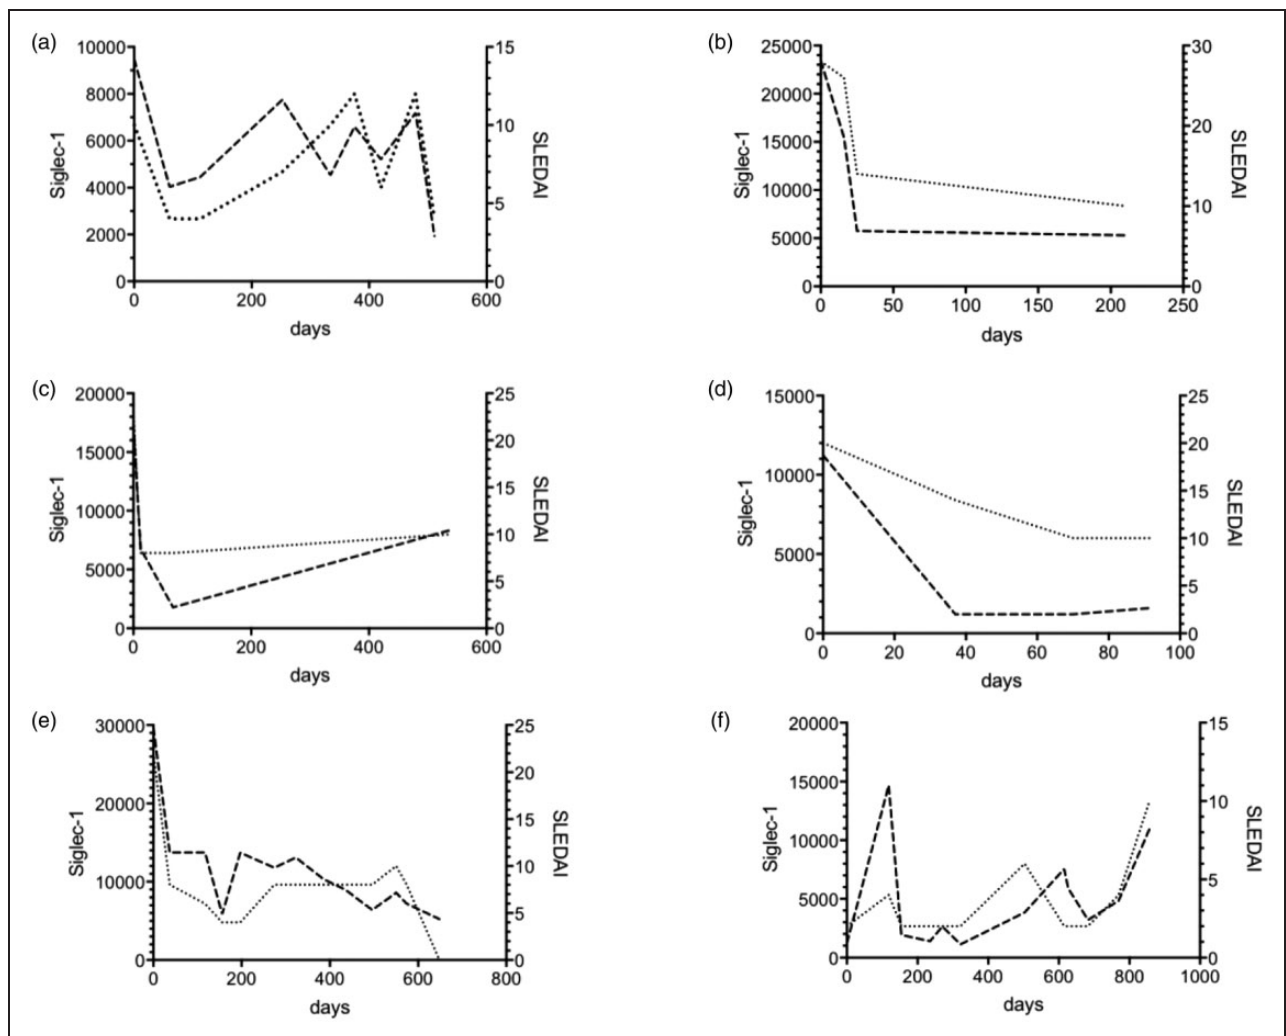 (a)
10000
8000
6000
4000
2000
0
Siglec-1
15
10
5
0
SLEDAI
0 200 400 600
days
(b)
25000
20000
15000
10000
5000
0
Siglec-1
30
20
10
0
SLEDAI
0 50 100 150 200 250
days
(c)
20000
15000
10000
5000
0
Siglec-1
25
20
15
10
5
0
SLEDAI
0 200 400 600
days
(d)
15000
10000
5000
0
Siglec-1
25
20
15
10
5
0
SLEDAI
0 20 40 60 80 100
days
(e)
30000
20000
10000
0
Siglec-1
25
20
15
10
5
0
SLEDAI
0 200 400 600 800
days
(f)
20000
15000
10000
5000
0
Siglec-1
15
10
5
0
SLEDAI
0 200 400 600 800 1000
days